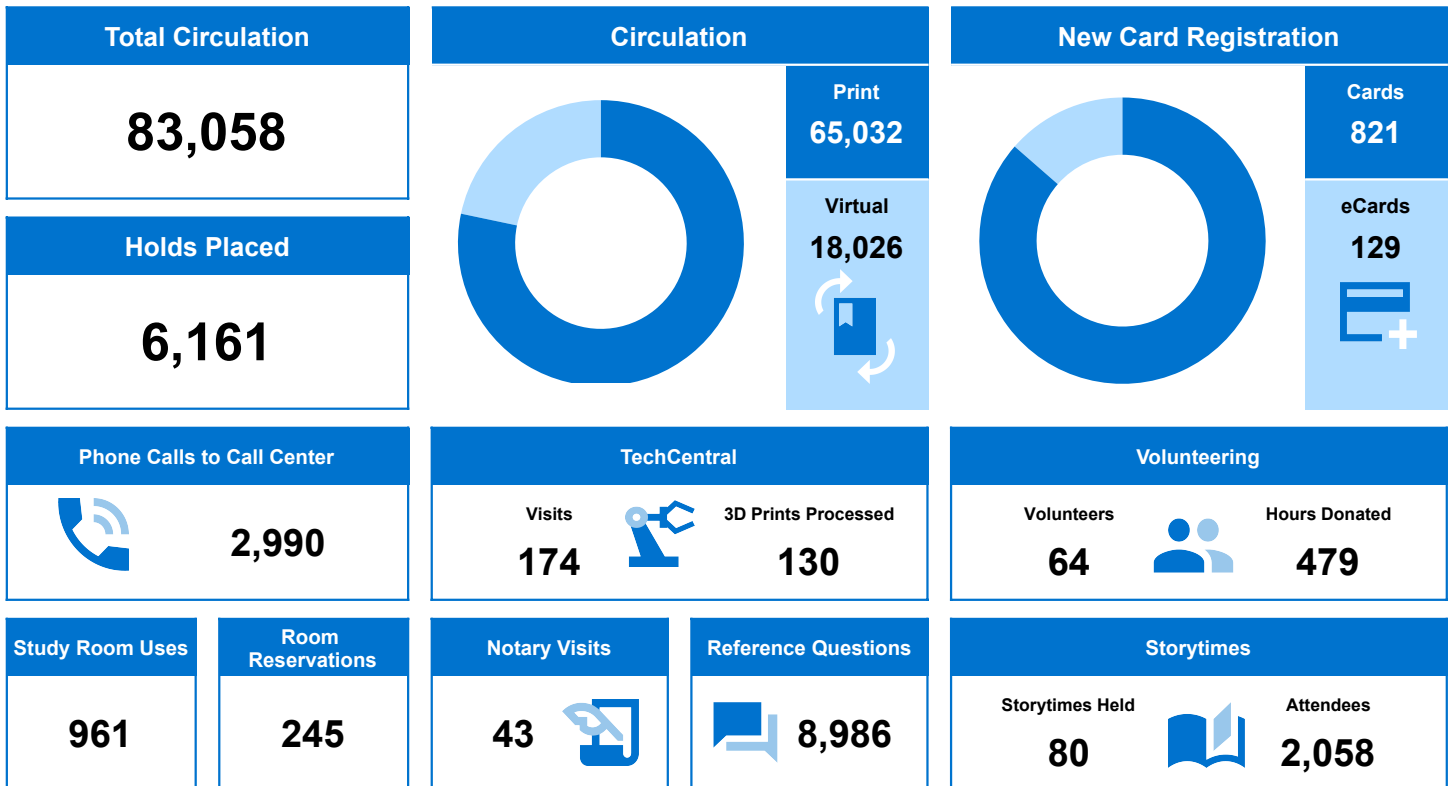 Total Circulation
83,058
Holds Placed
6,161
Circulation
Print
65,032
Virtual
18,026
New Card Registration
Cards
821
eCards
129
Phone Calls to Call Center
2,990
TechCentral
Visits
174
3D Prints Processed
130
Volunteering
Volunteers
64
Hours Donated
479
Study Room Uses
961
Room
Reservations
245
Notary Visits
43
Reference Questions
8,986
Storytimes
Storytimes Held
80
Attendees
2,058